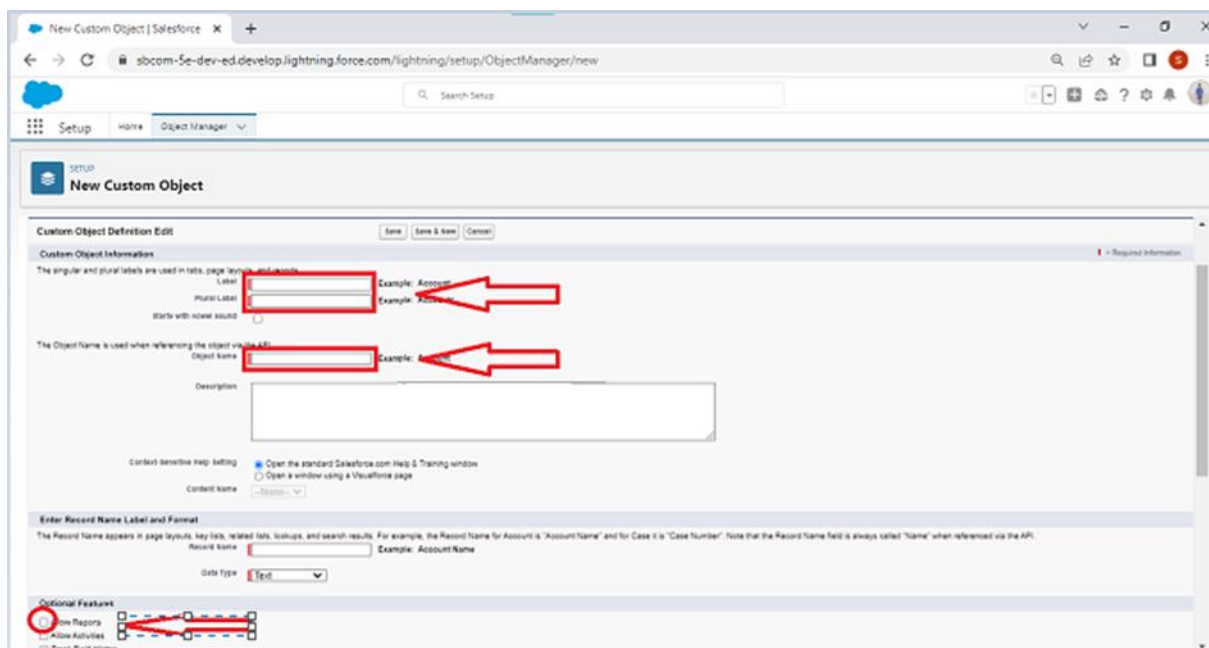 New Custom Object | Salesforce
sbcom-5e-dev-ed.develop.lightning.force.com/lightning/setup/ObjectManager/new
S
Search Setup
Setup Home Object Manager
SETUP
New Custom Object
Custom Object Definition Edit Save Save & New Cancel
Custom Object Information = Required Information
The singular and plural labels are used in tabs, page layouts, and reports
Label Example: Account
Plural Label Example:
Starts with vowel sound
The Object Name is used when referencing the object via the API
Object Name Example:
Description
Context-Sensitive Help Setting Open the standard Salesforce.com Help & Training window
Open a window using a Visualforce page
Content Name --None--
Enter Record Name Label and Format
The Record Name appears in page layouts, key lists, related lists, lookups, and search results. For example, the Record Name for Account is "Account Name" and for Case it is "Case Number". Note that the Record Name field is always called "Name" when referenced via the API.
Record Name Example: Account Name
Data Type Text
Optional Features
Allow Reports
Allow Activities